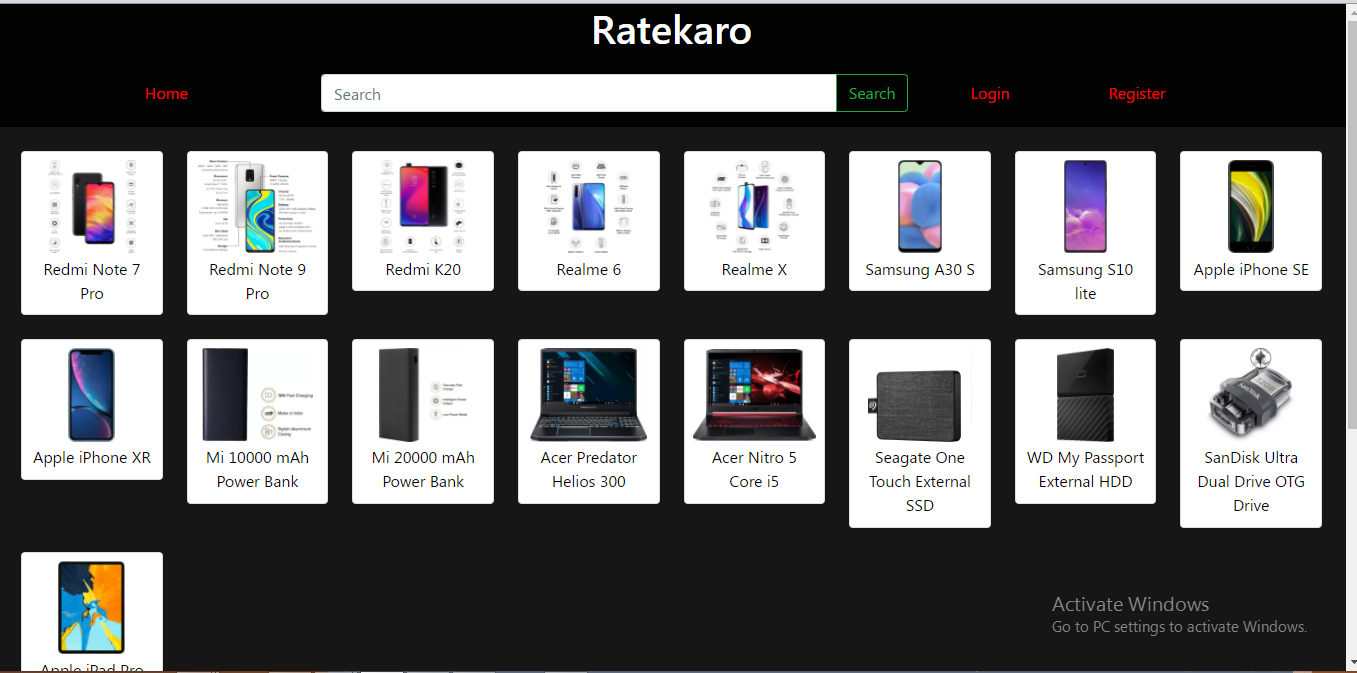 Ratekaro
Home
Search
Search
Login
Register
Redmi Note 7
Pro
Redmi Note 9
Pro
Redmi K20
Realme 6
Realme X
Samsung A30 S
Samsung S10
lite
Apple iPhone SE
Apple iPhone XR
Mi 10000 mAh
Power Bank
Mi 20000 mAh
Power Bank
Acer Predator
Helios 300
Acer Nitro 5
Core i5
Seagate One
Touch External
SSD
WD My Passport
External HDD
SanDisk Ultra
Dual Drive OTG
Drive
Apple iPad Pro
Activate Windows
Go to PC settings to activate Windows.